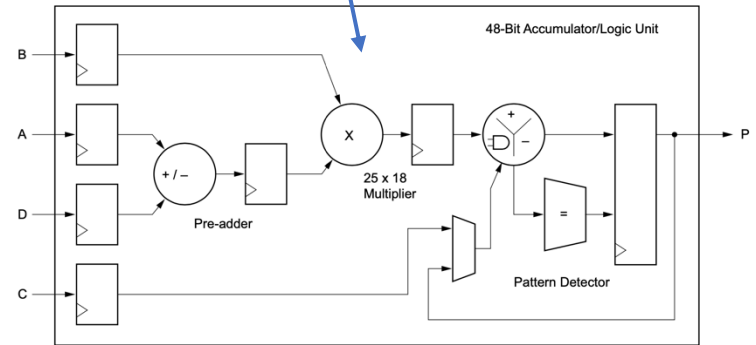 48-Bit Accumulator/Logic Unit
B
A
D
C
+ / –
Pre-adder
X
25 x 18
Multiplier
+
–
=
Pattern Detector
P